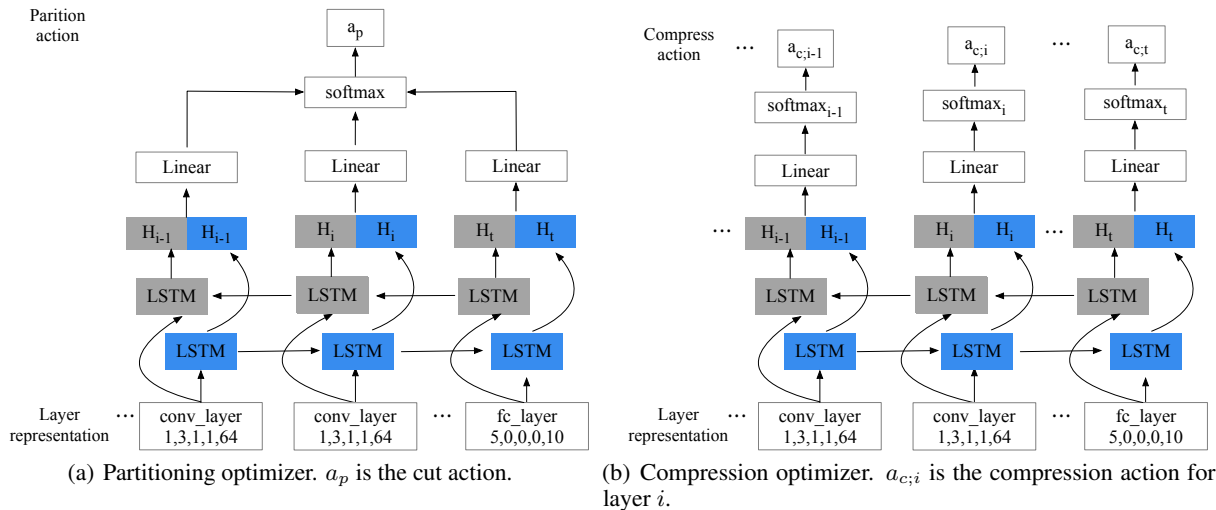 Partition
action
a_p
softmax
Linear Linear Linear
H_{i-1} H_{i-1} H_i H_i H_t H_t
LSTM LSTM LSTM
LSTM LSTM LSTM
Layer
representation
... conv_layer
1,3,1,1,64
conv_layer
1,3,1,1,64
... fc_layer
5,0,0,0,10
(a) Partitioning optimizer. a_p is the cut action.
Compress
action
... a_{c;i-1} a_{c;i} ... a_{c;t}
softmax_{i-1} softmax_i softmax_t
Linear Linear Linear
... H_{i-1} H_{i-1} H_i H_i ... H_t H_t
LSTM LSTM LSTM
LSTM LSTM LSTM
Layer
representation
... conv_layer
1,3,1,1,64
conv_layer
1,3,1,1,64
... fc_layer
5,0,0,0,10
(b) Compression optimizer. a_{c;i} is the compression action for
layer i.